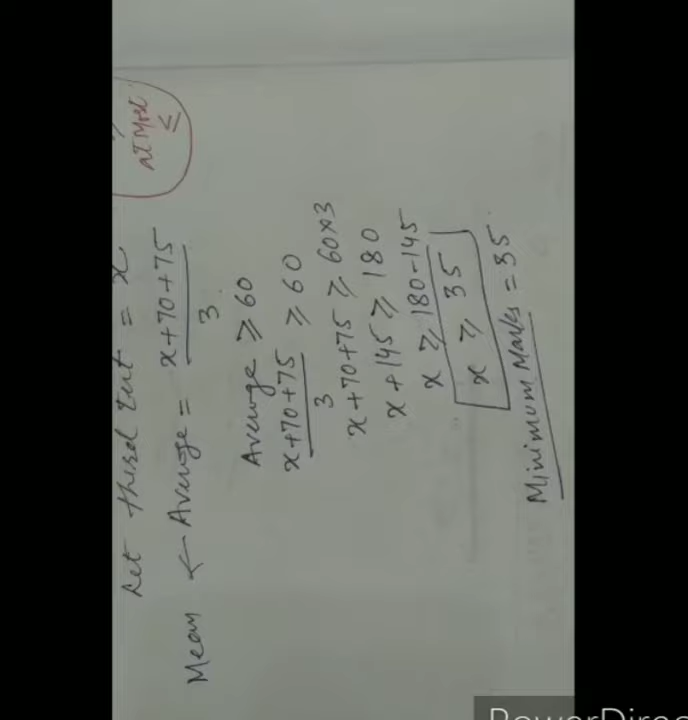 at Most
≤
Let third tut = x
Mean ← Average = x+70+75 / 3
Average ≥ 60
x+70+75 / 3 ≥ 60
x+70+75 ≥ 60×3
x+145 ≥ 180
x ≥ 180-145
x ≥ 35
Minimum Marks = 35